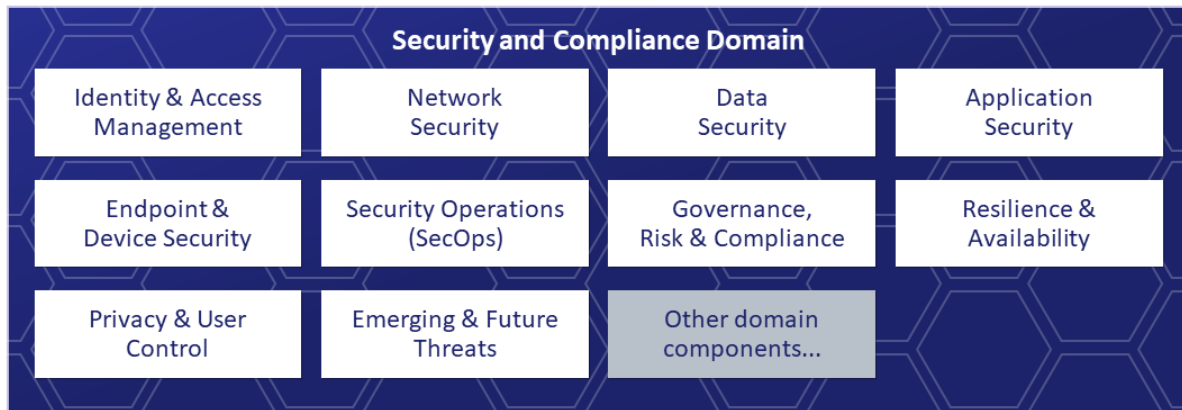 Security and Compliance Domain
Identity & Access
Management
Network
Security
Data
Security
Application
Security
Endpoint &
Device Security
Security Operations
(SecOps)
Governance,
Risk & Compliance
Resilience &
Availability
Privacy & User
Control
Emerging & Future
Threats
Other domain
components...